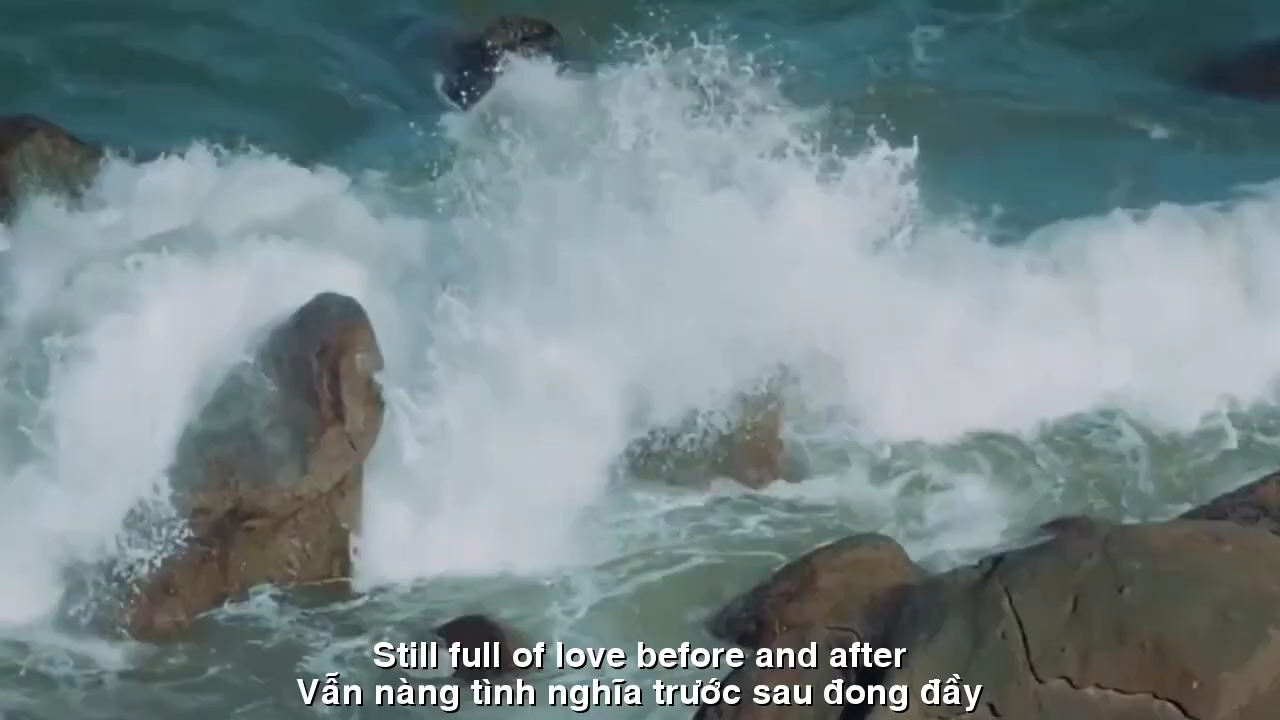 Still full of love before and after
Vẫn nàng tình nghĩa trước sau đong đầy